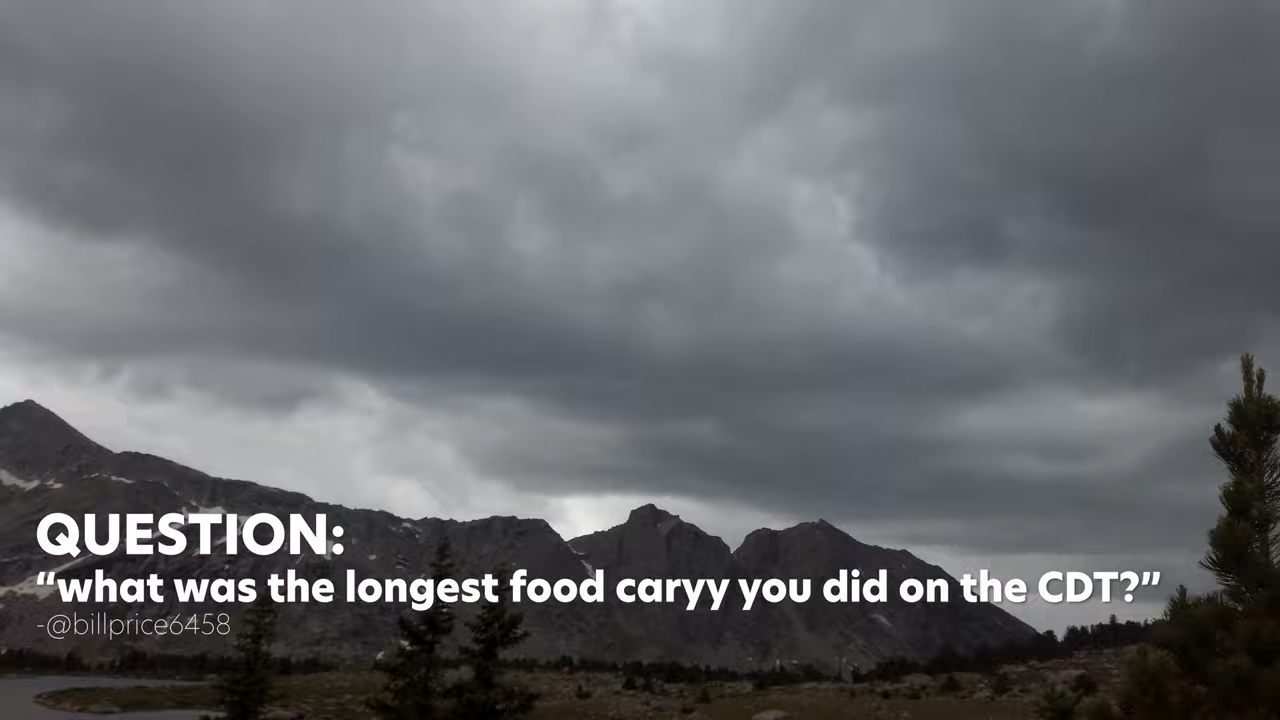 QUESTION:
“what was the longest food caryy you did on the CDT?”
-@billprice6458